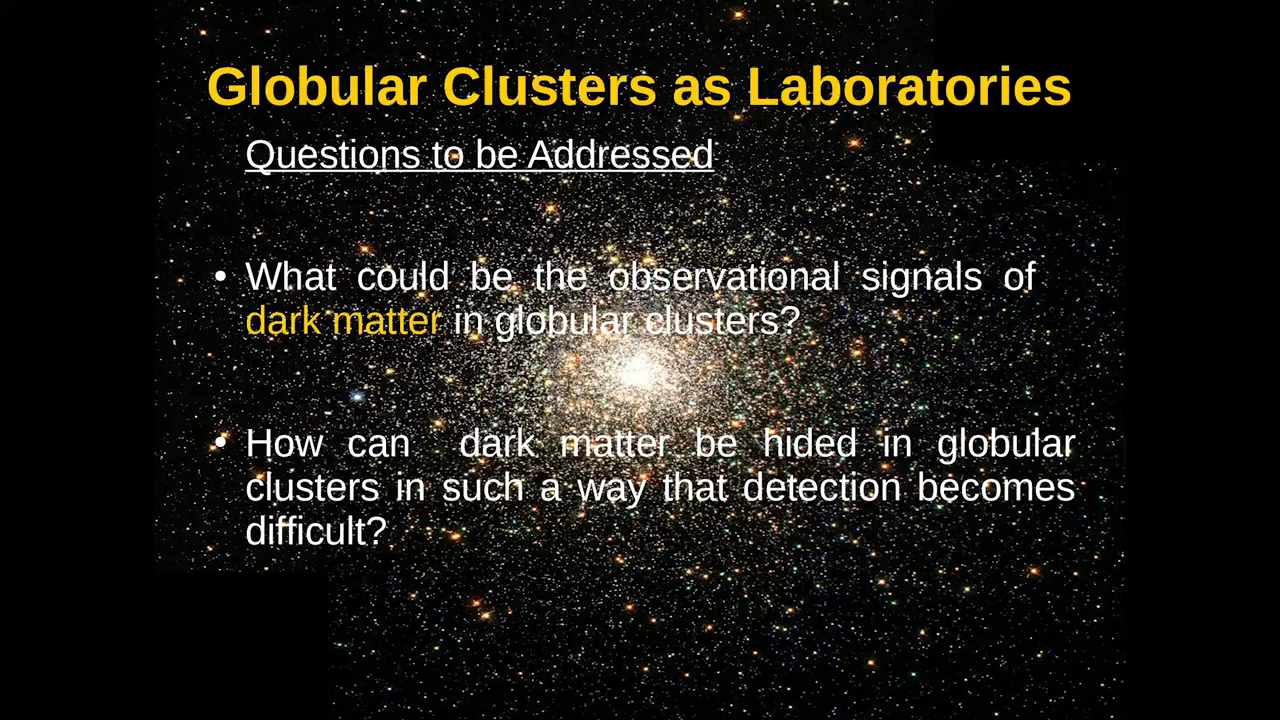 Globular Clusters as Laboratories
Questions to be Addressed
• What could be the observational signals of
dark matter in globular clusters?
• How can dark matter be hided in globular
clusters in such a way that detection becomes
difficult?